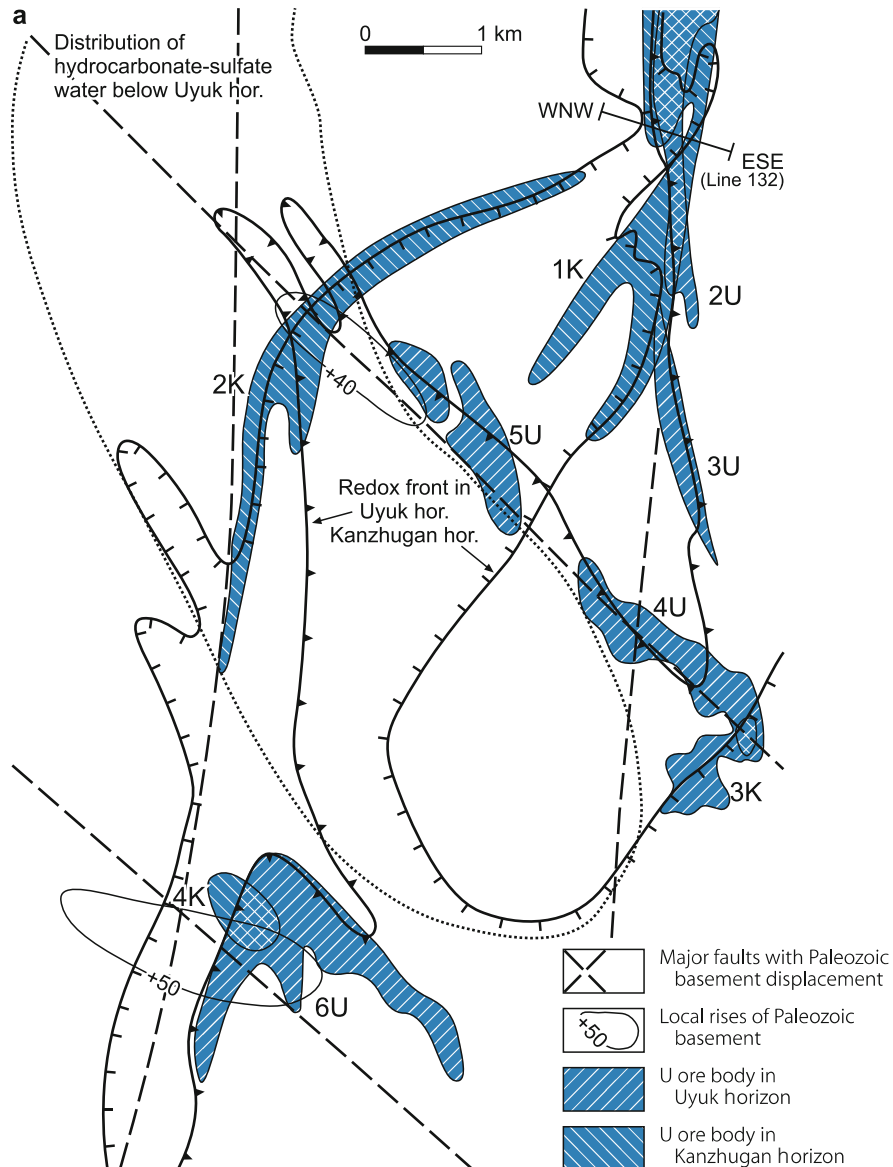 a
Distribution of
hydrocarbonate-sulfate
water below Uyuk hor.
0 1 km
WNW
ESE
(Line 132)
1K
2U
2K
+40
5U
3U
Redox front in
Uyuk hor.
Kanzhugan hor.
4U
3K
4K
+50
6U
Major faults with Paleozoic
basement displacement
+50
Local rises of Paleozoic
basement
U ore body in
Uyuk horizon
U ore body in
Kanzhugan horizon